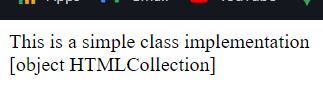 This is a simple class implementation
[object HTMLCollection]